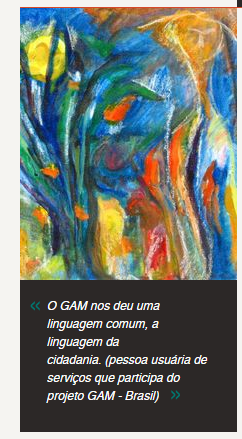 « O GAM nos deu uma
linguagem comum, a
linguagem da
cidadania. (pessoa usuária de
serviços que participa do
projeto GAM - Brasil) »